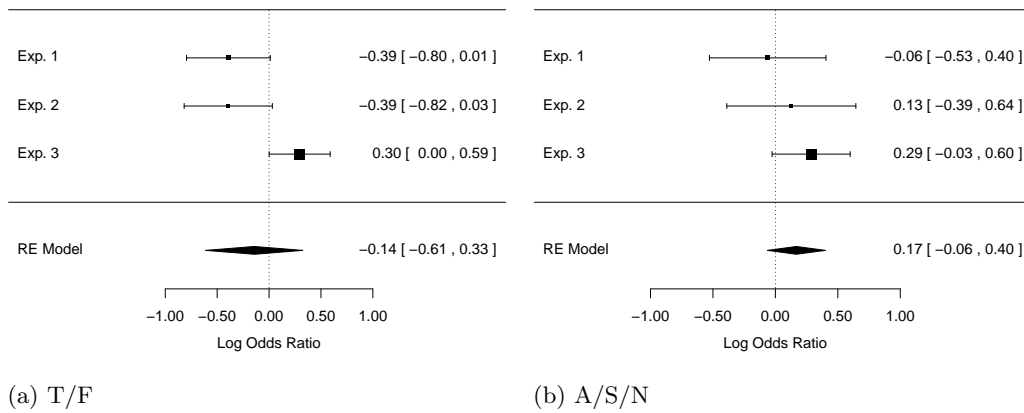 Exp. 1 −0.39 [ −0.80 , 0.01 ]
Exp. 2 −0.39 [ −0.82 , 0.03 ]
Exp. 3 0.30 [ 0.00 , 0.59 ]
RE Model −0.14 [ −0.61 , 0.33 ]
−1.00 −0.50 0.00 0.50 1.00
Log Odds Ratio
(a) T/F
Exp. 1 −0.06 [ −0.53 , 0.40 ]
Exp. 2 0.13 [ −0.39 , 0.64 ]
Exp. 3 0.29 [ −0.03 , 0.60 ]
RE Model 0.17 [ −0.06 , 0.40 ]
−1.00 −0.50 0.00 0.50 1.00
Log Odds Ratio
(b) A/S/N